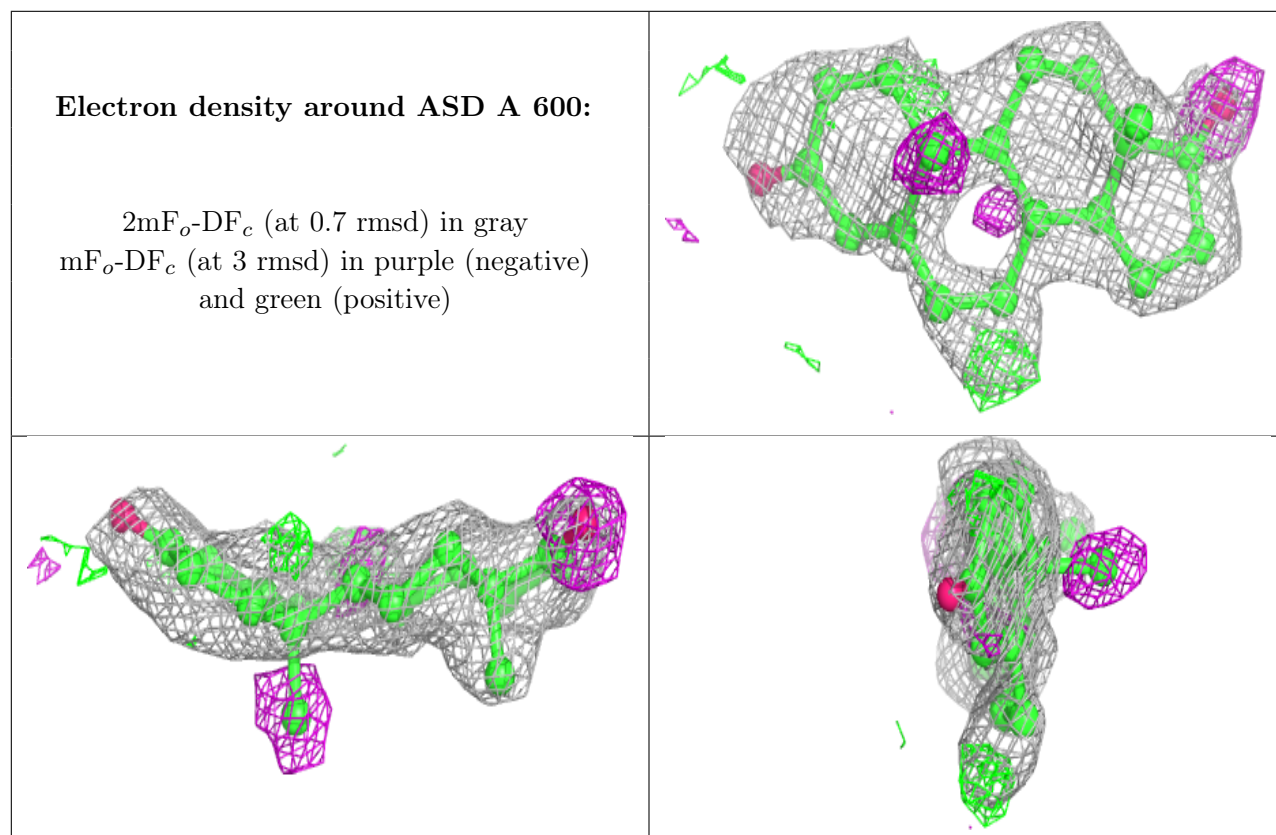 Electron density around ASD A 600:
2mFo-DFc (at 0.7 rmsd) in gray
mFo-DFc (at 3 rmsd) in purple (negative)
and green (positive)